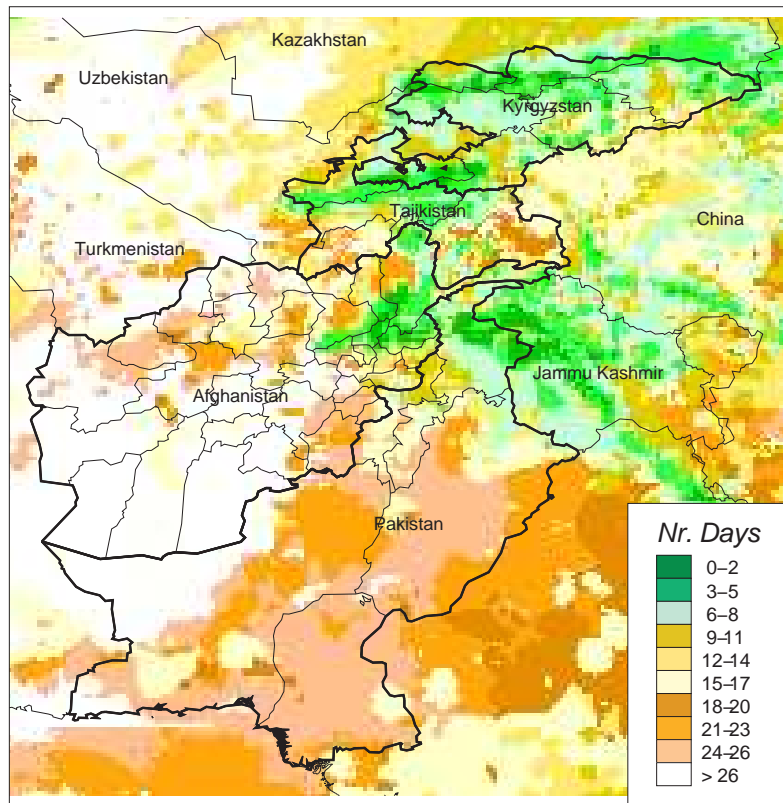 Kazakhstan
Uzbekistan
Kyrgyzstan
Tajikistan
China
Turkmenistan
Jammu Kashmir
Afghanistan
Pakistan
Nr. Days
0–2
3–5
6–8
9–11
12–14
15–17
18–20
21–23
24–26
> 26